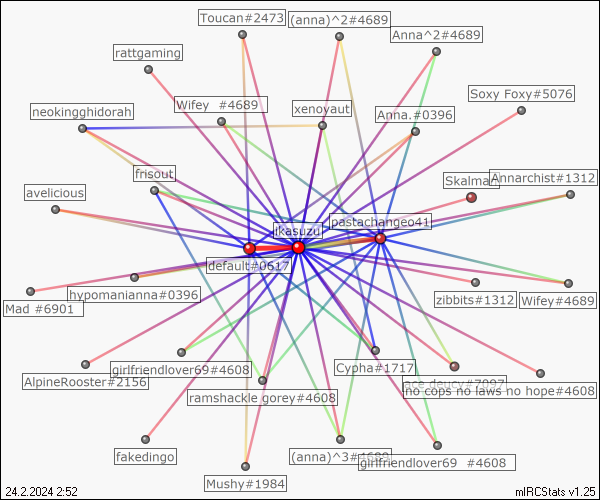 Toucan#2473
(anna)^2#4689
Anna^2#4689
rattgaming
Soxy Foxy#5076
Wifey #4689
xenoyaut
neokingghidorah
Anna.#0396
frisout
Annarchist#1312
avelicious
pastachangeo41
ikasuzu
default#0617
hypomanianna#0396
zibbits#1312
Wifey#4689
Mad #6901
girlfriendlover69#4608
Cypha#1717
AlpineRooster#2156
ace deucy#7097
no cops no laws no hope#4608
ramshackle gorey#4608
fakedingo
(anna)^3#4689
girlfriendlover69 #4608
Mushy#1984
24.2.2024 2:52
mIRCStats v1.25